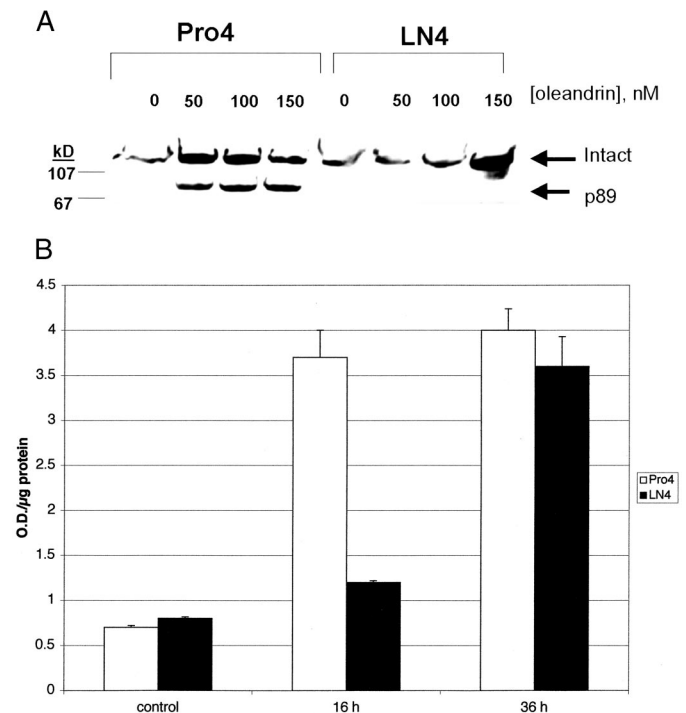 A
Pro4 LN4
0 50 100 150 0 50 100 150 [oleandrin], nM
kD
Intact
107
p89
67
B
4.5
4
3.5
3
2.5
2
1.5
1
0.5
0
O.D./µg protein
control 16 h 36 h
Pro4
LN4